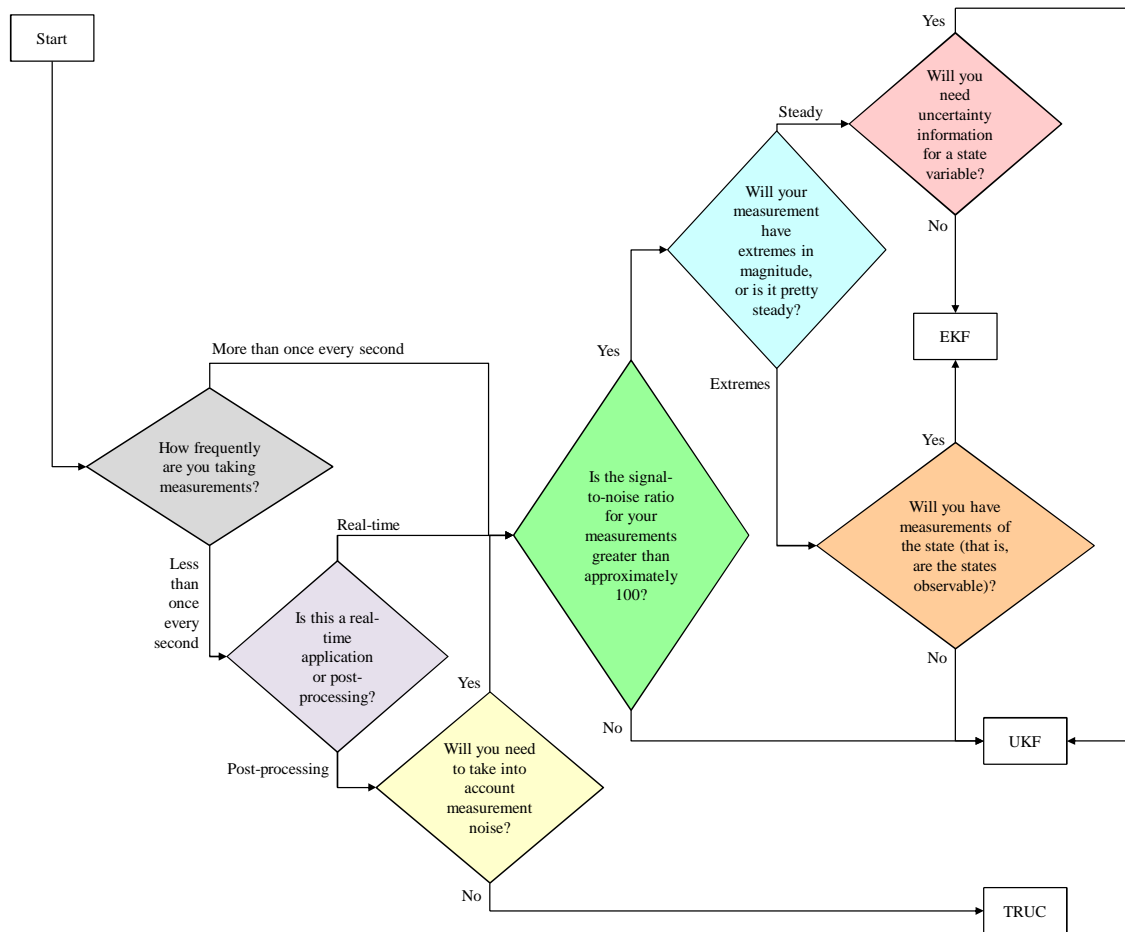 Start
Yes
Will you
need
uncertainty
information
for a state
variable?
No
Steady
Will your
measurement
have
extremes in
magnitude,
or is it pretty
steady?
Extremes
EKF
More than once every second
How frequently
are you taking
measurements?
Less
than
once
every
second
Real-time
Is this a real-
time
application
or post-
processing?
Post-processing
Yes
Will you need
to take into
account
measurement
noise?
No
Yes
Is the signal-
to-noise ratio
for your
measurements
greater than
approximately
100?
No
Yes
Will you have
measurements of
the state (that is,
are the states
observable)?
No
UKF
TRUC